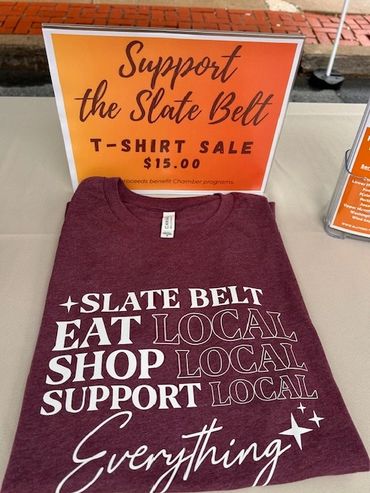 Support
the Slate Belt
T-SHIRT SALE
$15.00
proceeds benefit Chamber programs.
SLATE BELT
EAT LOCAL
SHOP LOCAL
SUPPORT LOCAL
Everything